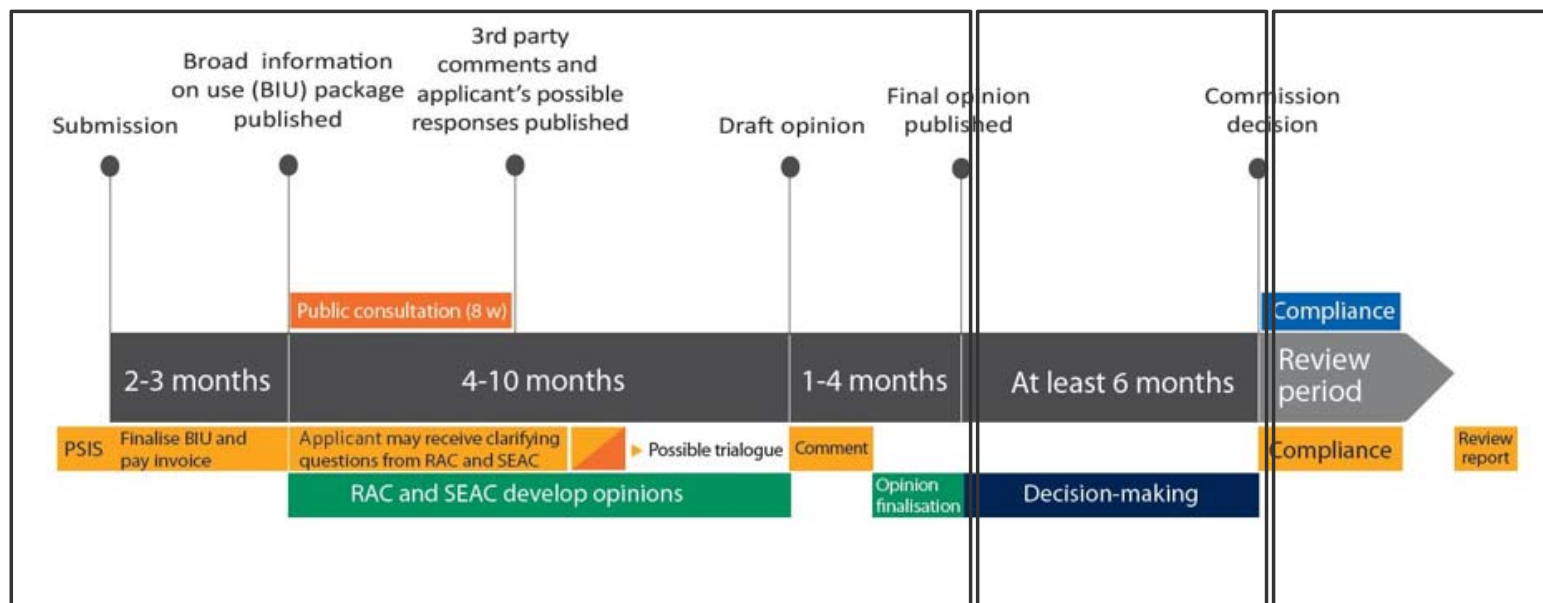 Submission
Broad information
on use (BIU) package
published
3rd party
comments and
applicant's possible
responses published
Draft opinion
Final opinion
published
Commission
decision
Public consultation (8 w)
Compliance
2-3 months
4-10 months
1-4 months
At least 6 months
Review
period
PSIS
Finalise BIU and
pay invoice
Applicant may receive clarifying
questions from RAC and SEAC
Possible trialogue
Comment
Compliance
Review
report
RAC and SEAC develop opinions
Opinion
finalisation
Decision-making